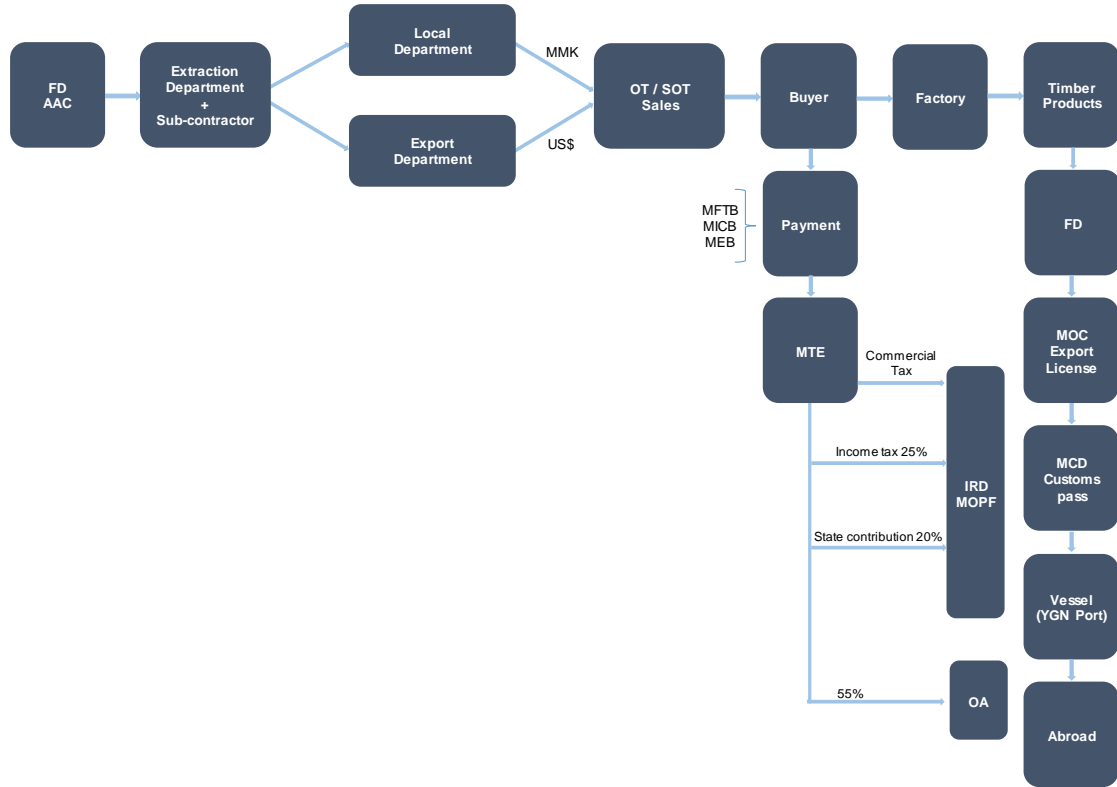 FD
AAC
Extraction
Department
+
Sub-contractor
Local
Department
Export
Department
MMK
US$
OT / SOT
Sales
Buyer
Factory
Timber
Products
MFTB
MICB
MEB
Payment
FD
MTE
Commercial
Tax
Income tax 25%
State contribution 20%
55%
IRD
MOPF
OA
MOC
Export
License
MCD
Customs
pass
Vessel
(YGN Port)
Abroad